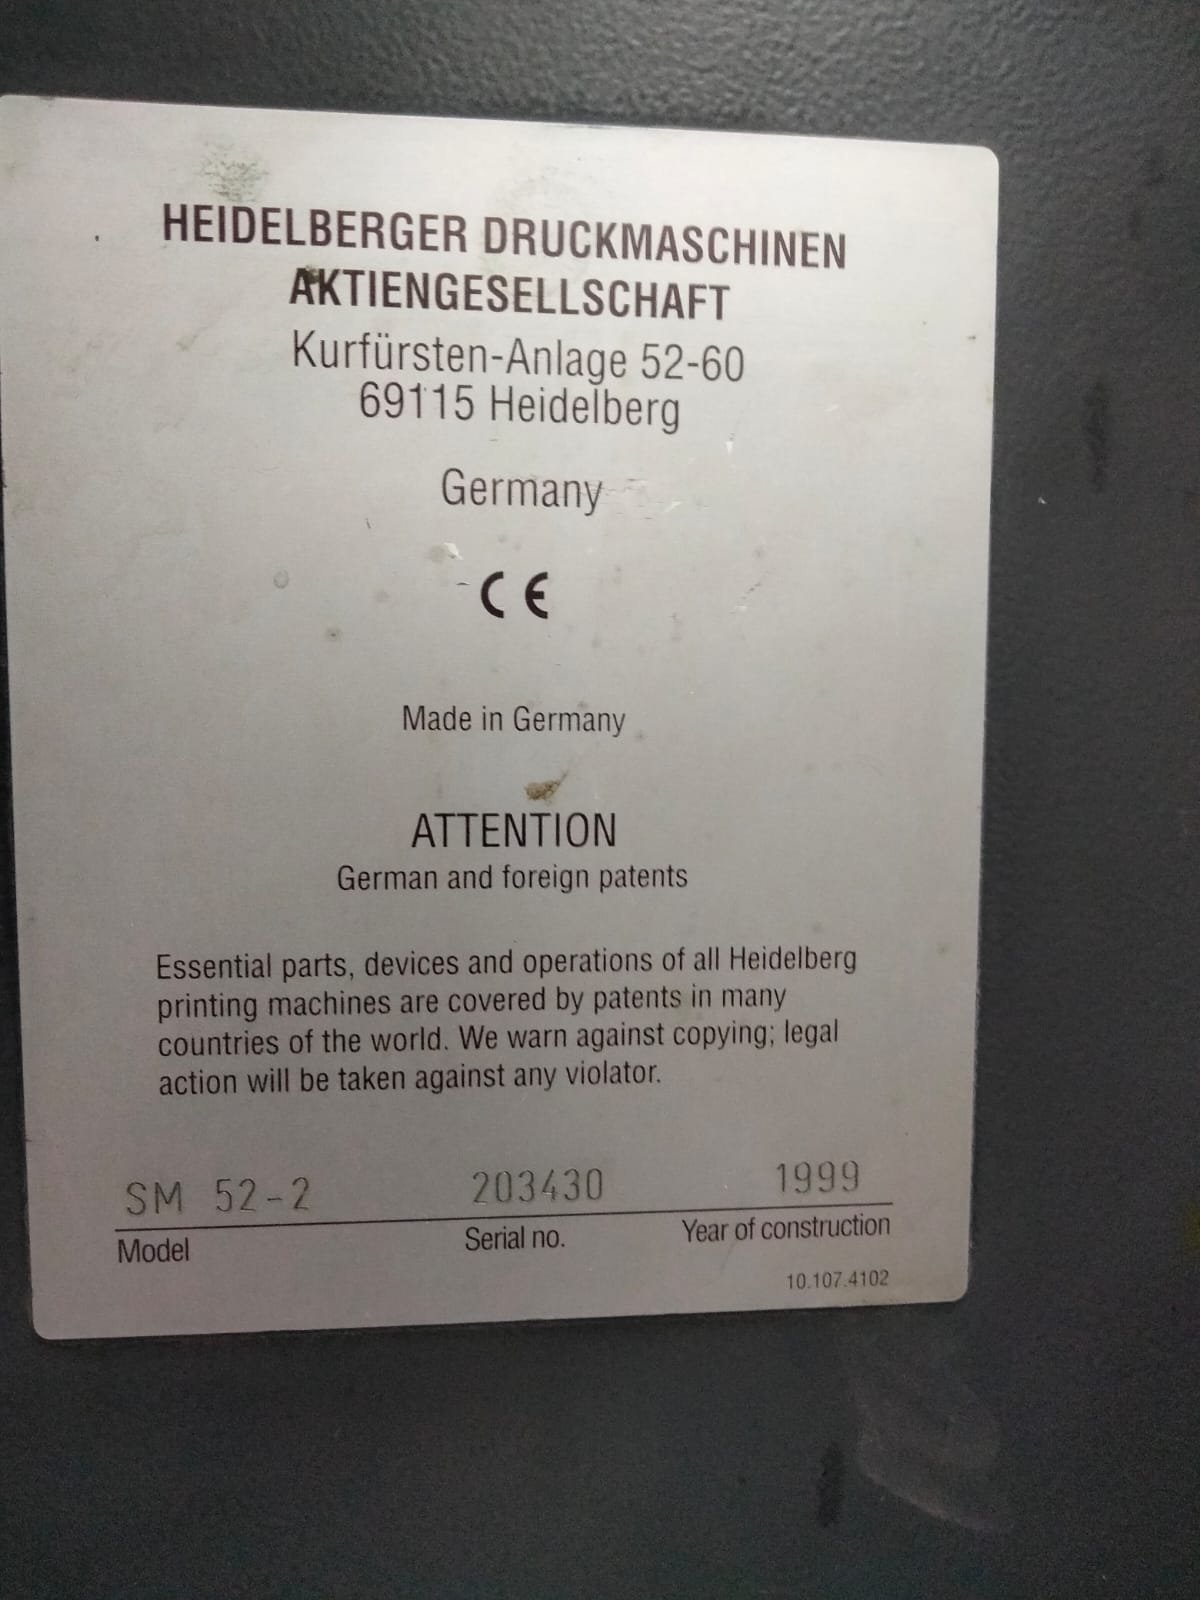 HEIDELBERGER DRUCKMASCHINEN
AKTIENGESELLSCHAFT
Kurfürsten-Anlage 52-60
69115 Heidelberg
Germany
CE
Made in Germany
ATTENTION
German and foreign patents
Essential parts, devices and operations of all Heidelberg
printing machines are covered by patents in many
countries of the world. We warn against copying; legal
action will be taken against any violator.
SM 52-2 203430 1999
Model Serial no. Year of construction
10.107.4102